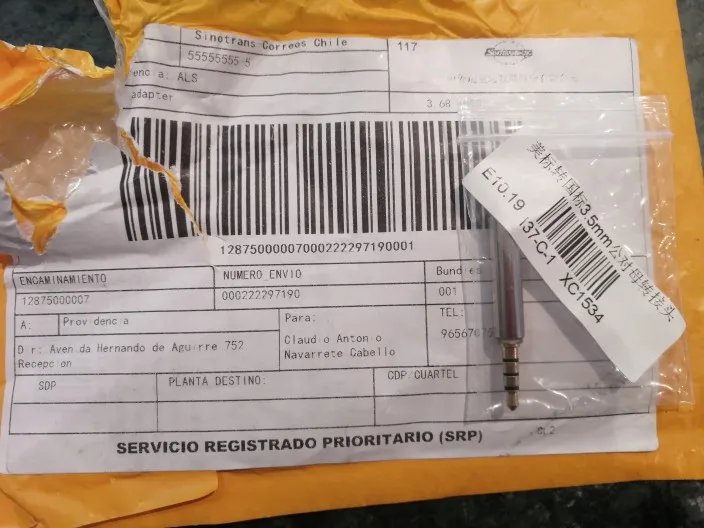 Sinotrans Correos Chile
117
55555555 5
encia: ALS
adapter
3.68
12875000007000222297190001
ENCAMINAMIENTO
NUMERO_ENVIO
Bundles
12875000007
000222297190
001
A:
Providencia
Para:
TEL:
Claudio Antonio
Navarrete Cabello
Dir: Avenida Hernando de Aguirre 752
Recepcion
SDP
PLANTA DESTINO:
CDP/CUARTEL
SERVICIO REGISTRADO PRIORITARIO (SRP)
美标转国标3.5mm公对母转接头
E10.19
I37-C-1 XC1534